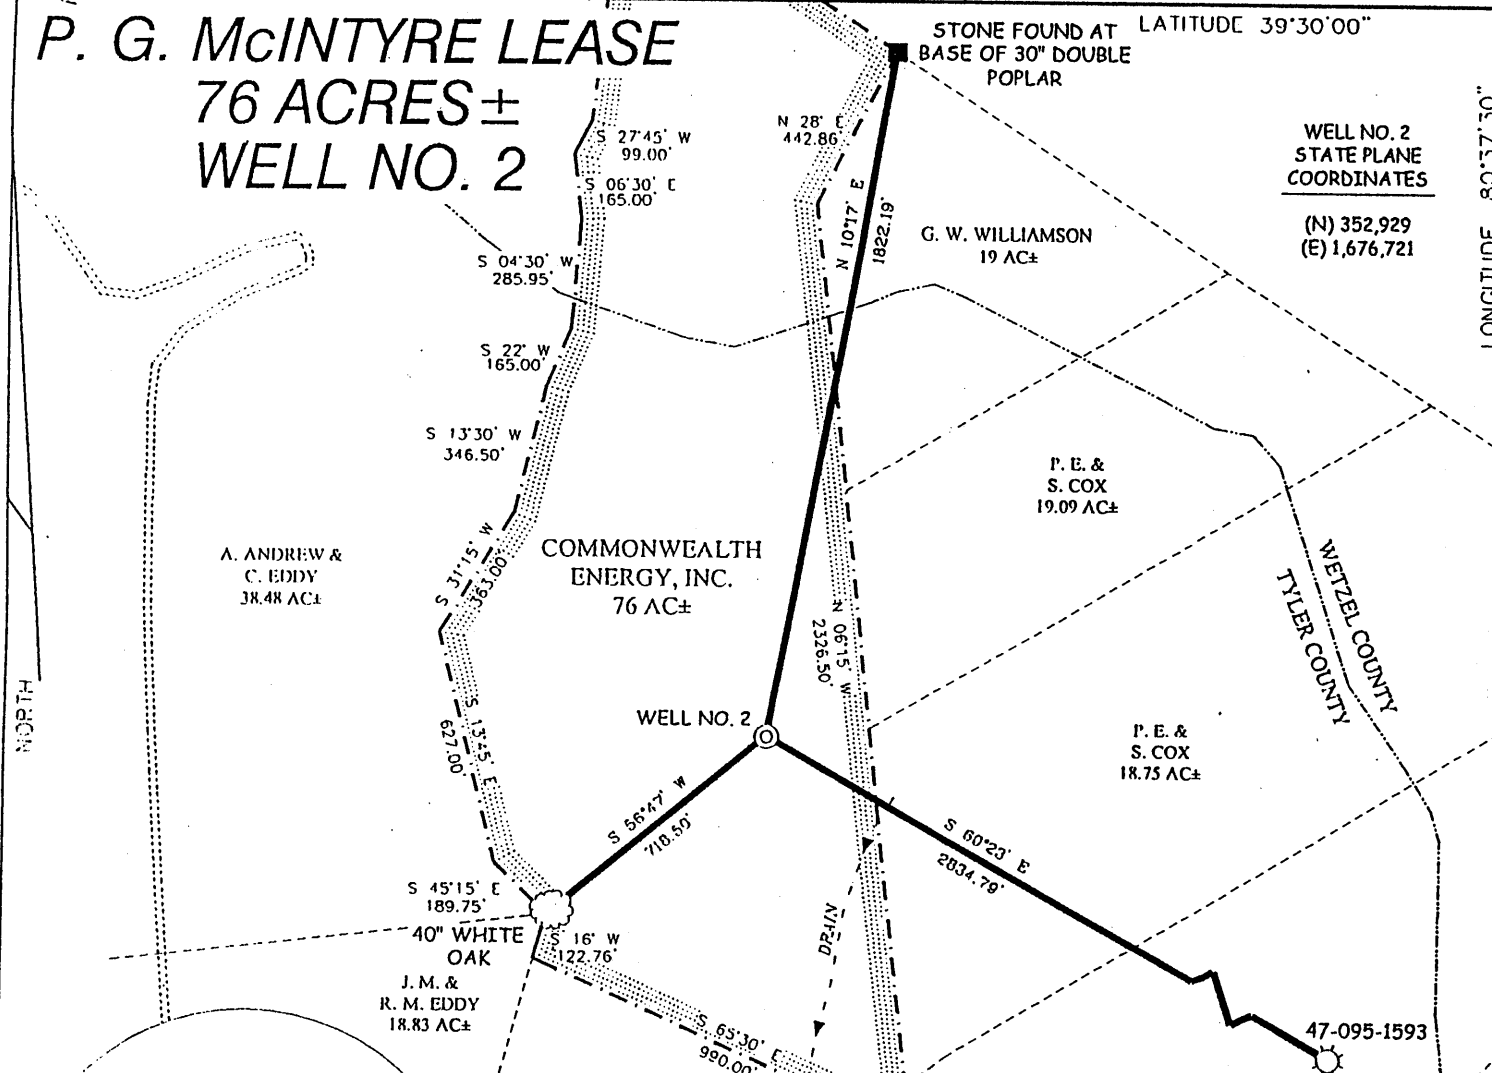 P. G. McINTYRE LEASE
76 ACRES ±
WELL NO. 2
STONE FOUND AT
BASE OF 30" DOUBLE
POPLAR
LATITUDE 39°30'00"
LONGITUDE 80°37'30"
WELL NO. 2
STATE PLANE
COORDINATES
(N) 352,929
(E) 1,676,721
S 27°45' W
99.00'
S 06°30' E
165.00'
S 04°30' W
285.95'
S 22° W
165.00'
S 13°30' W
346.50'
S 31°15' W
363.00'
S 13°45' E
627.00'
S 45°15' E
189.75'
S 16° W
122.76'
S 65°30' E
990.00'
N 28° E
442.86'
N 10°17' E
1822.19'
N 06°15' W
2326.50'
G. W. WILLIAMSON
19 AC±
P. E. &
S. COX
19.09 AC±
P. E. &
S. COX
18.75 AC±
WETZEL COUNTY
TYLER COUNTY
A. ANDREW &
C. EDDY
38.48 AC±
COMMONWEALTH
ENERGY, INC.
76 AC±
NORTH
WELL NO. 2
S 56°47' W
718.50'
S 60°23' E
2834.79'
DRAIN
40" WHITE
OAK
J. M. &
R. M. EDDY
18.83 AC±
47-095-1593